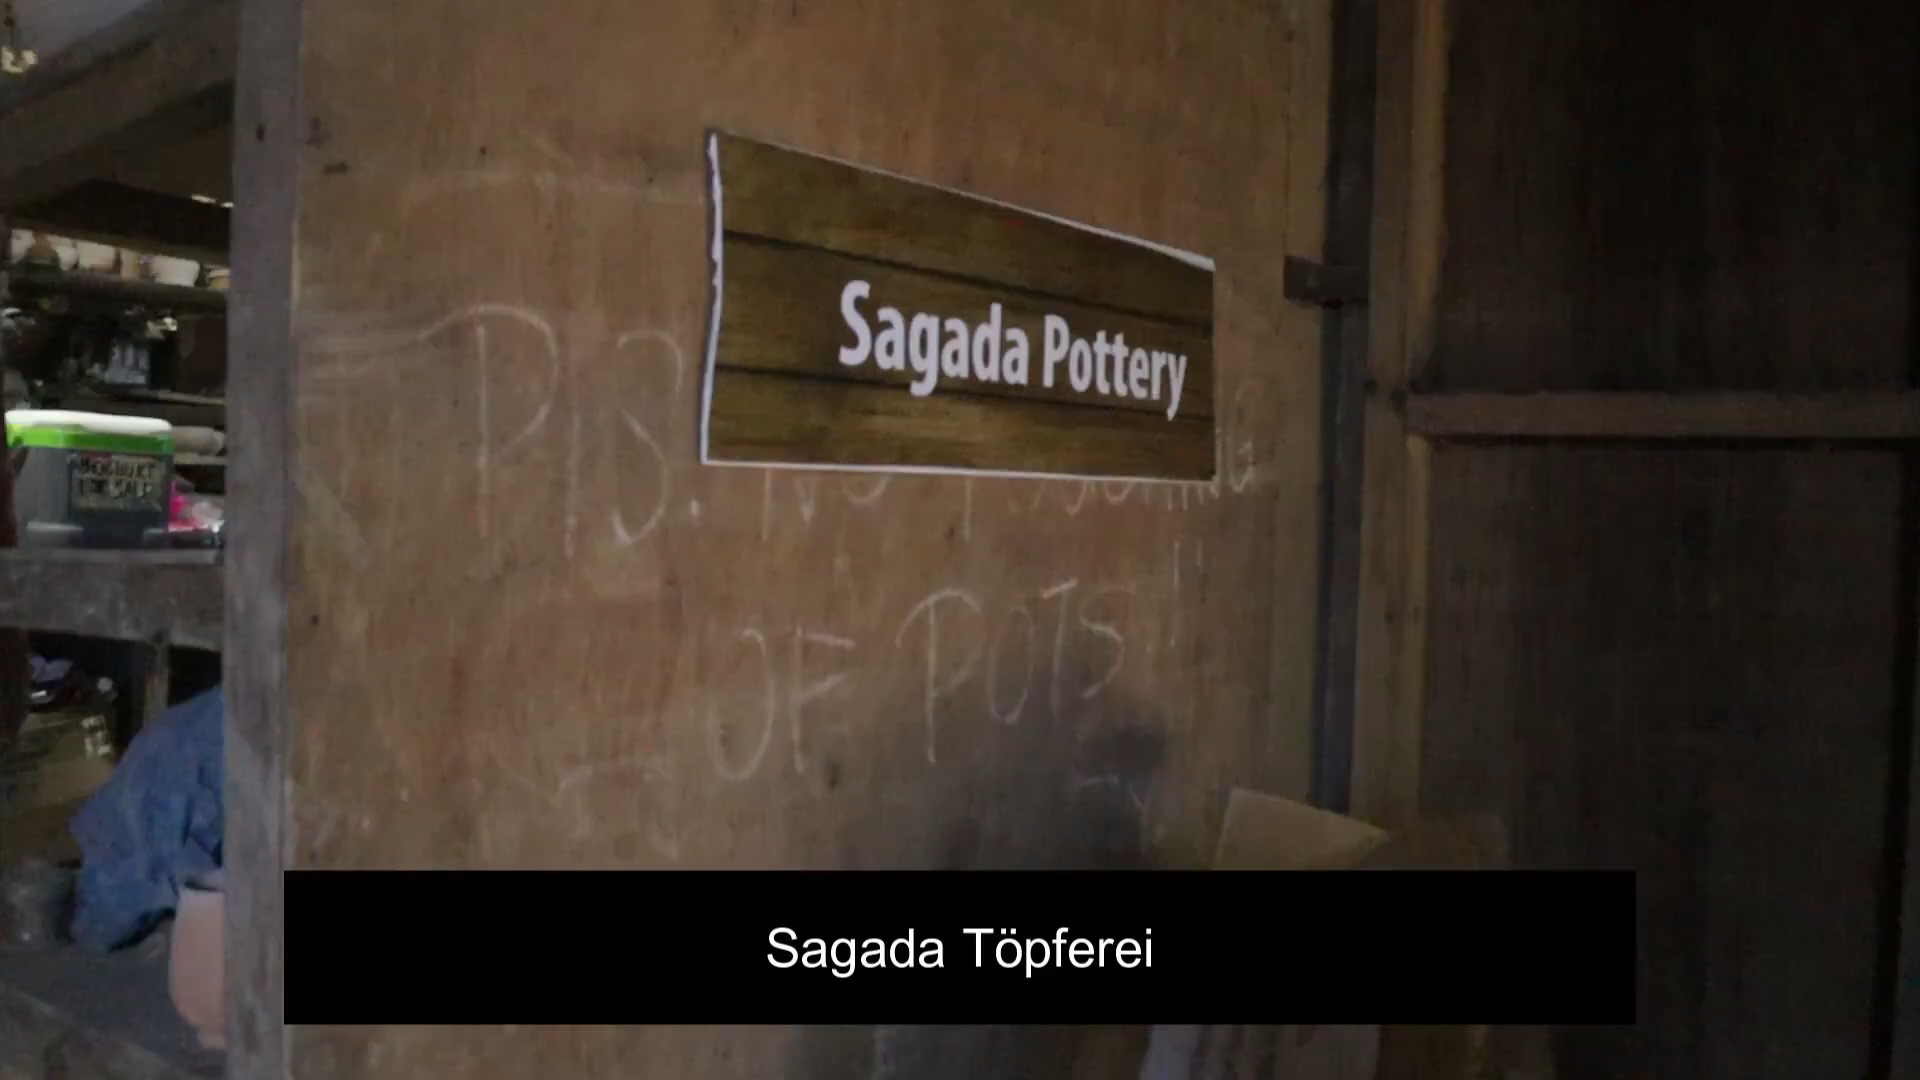 Sagada Pottery
PLS. NO
OF POTS
Sagada Töpferei